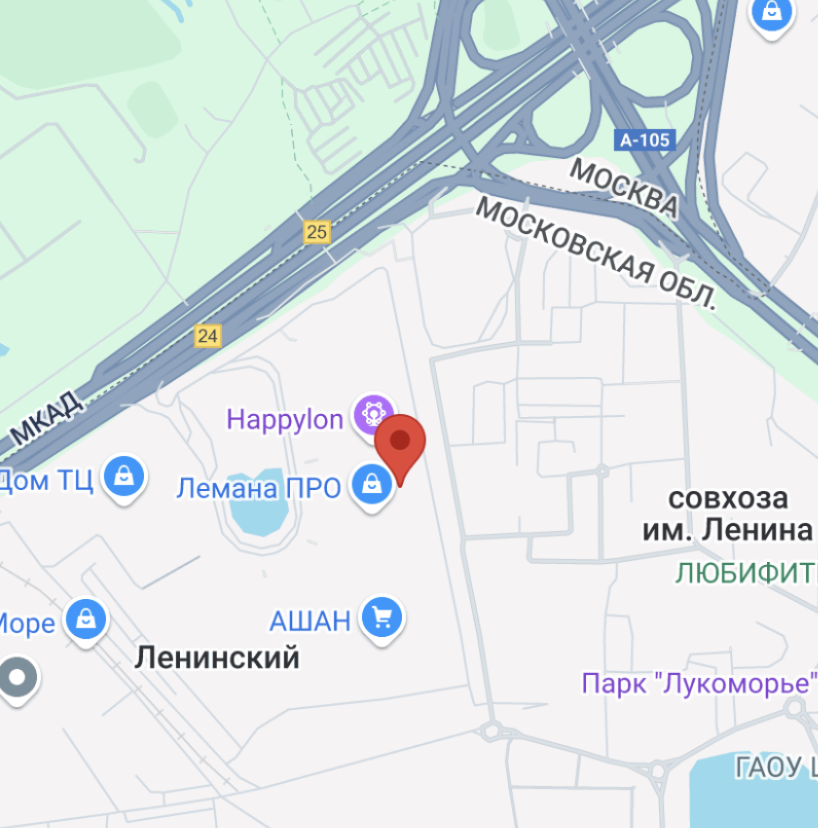 А-105
МОСКВА
МОСКОВСКАЯ ОБЛ.
25
24
МКАД
Happylon
Дом ТЦ
Лемана ПРО
совхоза
им. Ленина
ЛЮБИФИТ
АШАН
Море
Ленинский
Парк "Лукоморье"
ГАОУ